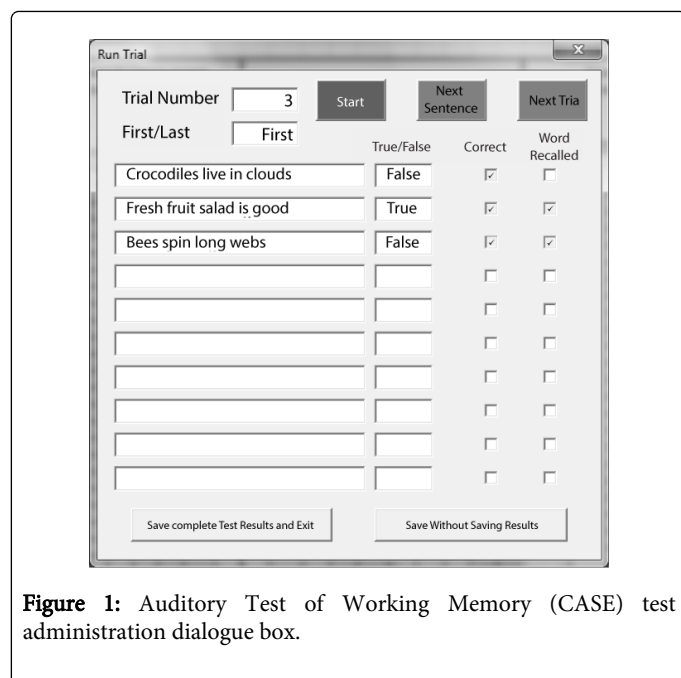 Run Trial
Trial Number 3 Start Next Sentence Next Tria
First/Last First
True/False Correct Word Recalled
Crocodiles live in clouds False
Fresh fruit salad is good True
Bees spin long webs False
Save complete Test Results and Exit Save Without Saving Results
Figure 1: Auditory Test of Working Memory (CASE) test
administration dialogue box.